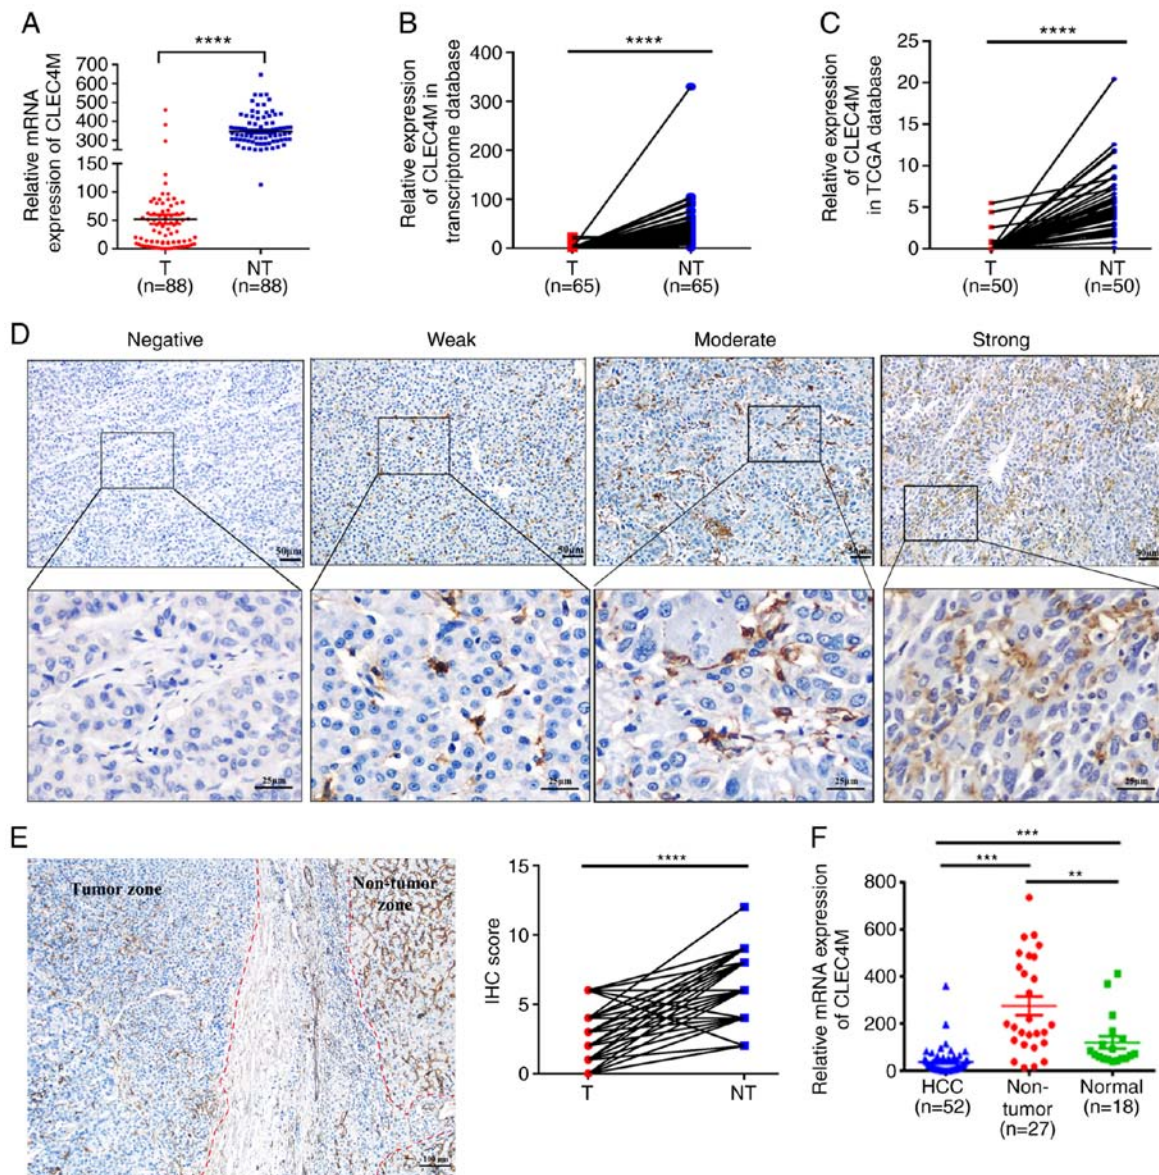 A
Relative mRNA
expression of CLEC4M
****
700
600
500
400
300
150
100
50
0
T
(n=88)
NT
(n=88)
B
Relative expression
of CLEC4M in
transcriptome database
****
400
300
200
100
0
T
(n=65)
NT
(n=65)
C
Relative expression
of CLEC4M
in TCGA database
****
25
20
15
10
5
0
T
(n=50)
NT
(n=50)
D
Negative
Weak
Moderate
Strong
50μm
50μm
50μm
25μm
25μm
25μm
25μm
E
Tumor zone
Non-tumor
zone
100 μm
IHC score
****
15
10
5
0
T
NT
F
Relative mRNA expression
of CLEC4M
***
***
**
800
600
400
200
0
HCC
(n=52)
Non-
tumor
(n=27)
Normal
(n=18)